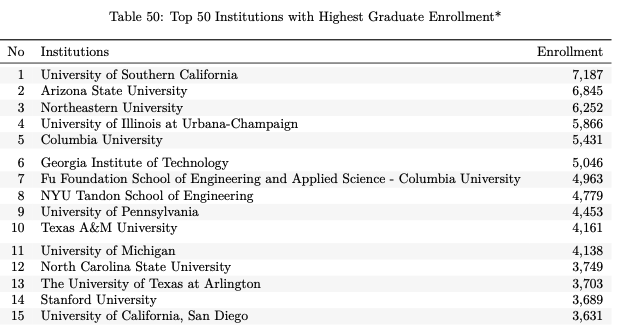 Table 50: Top 50 Institutions with Highest Graduate Enrollment*
No Institutions Enrollment
1 University of Southern California 7,187
2 Arizona State University 6,845
3 Northeastern University 6,252
4 University of Illinois at Urbana-Champaign 5,866
5 Columbia University 5,431
6 Georgia Institute of Technology 5,046
7 Fu Foundation School of Engineering and Applied Science - Columbia University 4,963
8 NYU Tandon School of Engineering 4,779
9 University of Pennsylvania 4,453
10 Texas A&M University 4,161
11 University of Michigan 4,138
12 North Carolina State University 3,749
13 The University of Texas at Arlington 3,703
14 Stanford University 3,689
15 University of California, San Diego 3,631